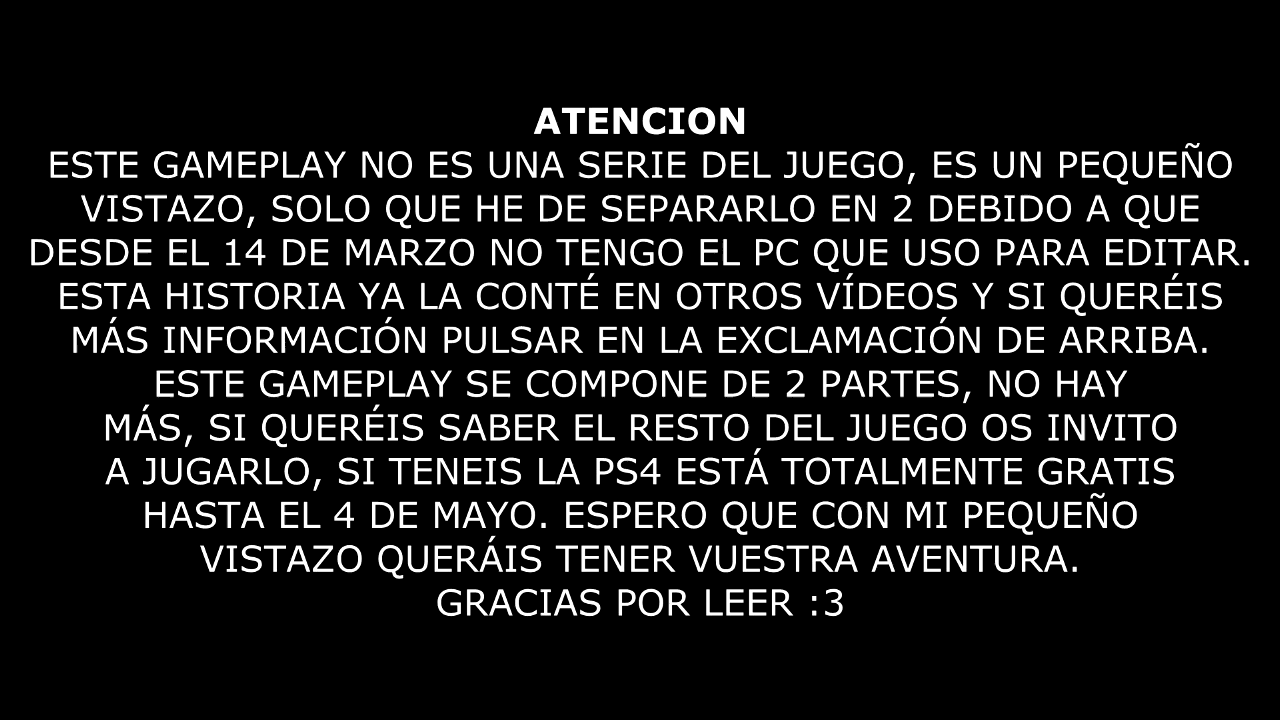 ATENCION
ESTE GAMEPLAY NO ES UNA SERIE DEL JUEGO, ES UN PEQUEÑO
VISTAZO, SOLO QUE HE DE SEPARARLO EN 2 DEBIDO A QUE
DESDE EL 14 DE MARZO NO TENGO EL PC QUE USO PARA EDITAR.
ESTA HISTORIA YA LA CONTÉ EN OTROS VÍDEOS Y SI QUERÉIS
MÁS INFORMACIÓN PULSAR EN LA EXCLAMACIÓN DE ARRIBA.
ESTE GAMEPLAY SE COMPONE DE 2 PARTES, NO HAY
MÁS, SI QUERÉIS SABER EL RESTO DEL JUEGO OS INVITO
A JUGARLO, SI TENEIS LA PS4 ESTÁ TOTALMENTE GRATIS
HASTA EL 4 DE MAYO. ESPERO QUE CON MI PEQUEÑO
VISTAZO QUERÁIS TENER VUESTRA AVENTURA.
GRACIAS POR LEER :3